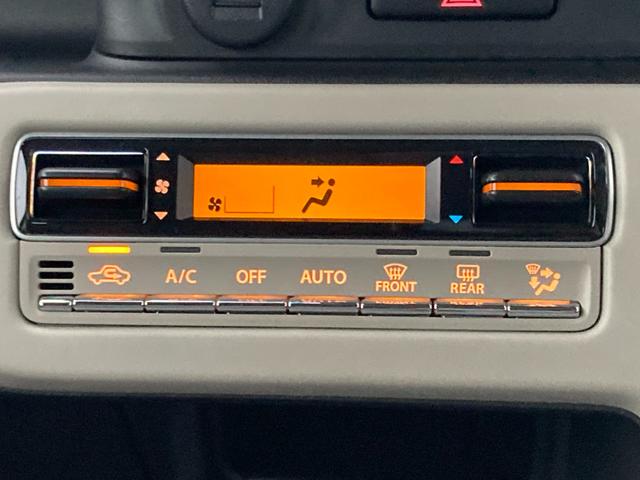 A/C OFF AUTO FRONT REAR